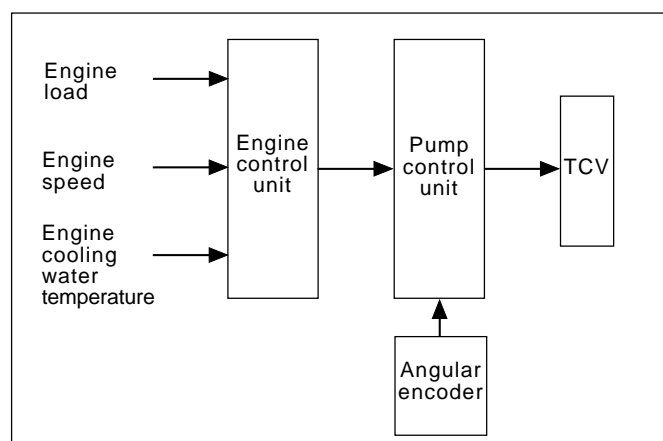 Engine
load
Engine
speed
Engine
cooling
water
temperature
Engine
control
unit
Pump
control
unit
TCV
Angular
encoder